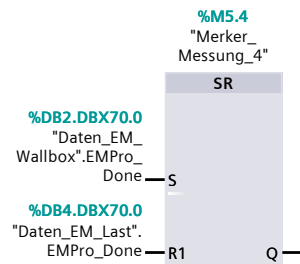 %M5.4
"Merker_
Messung_4"
SR
%DB2.DBX70.0
"Daten_EM_
Wallbox".EMPro_
Done
S
%DB4.DBX70.0
"Daten_EM_Last".
EMPro_Done
R1
Q